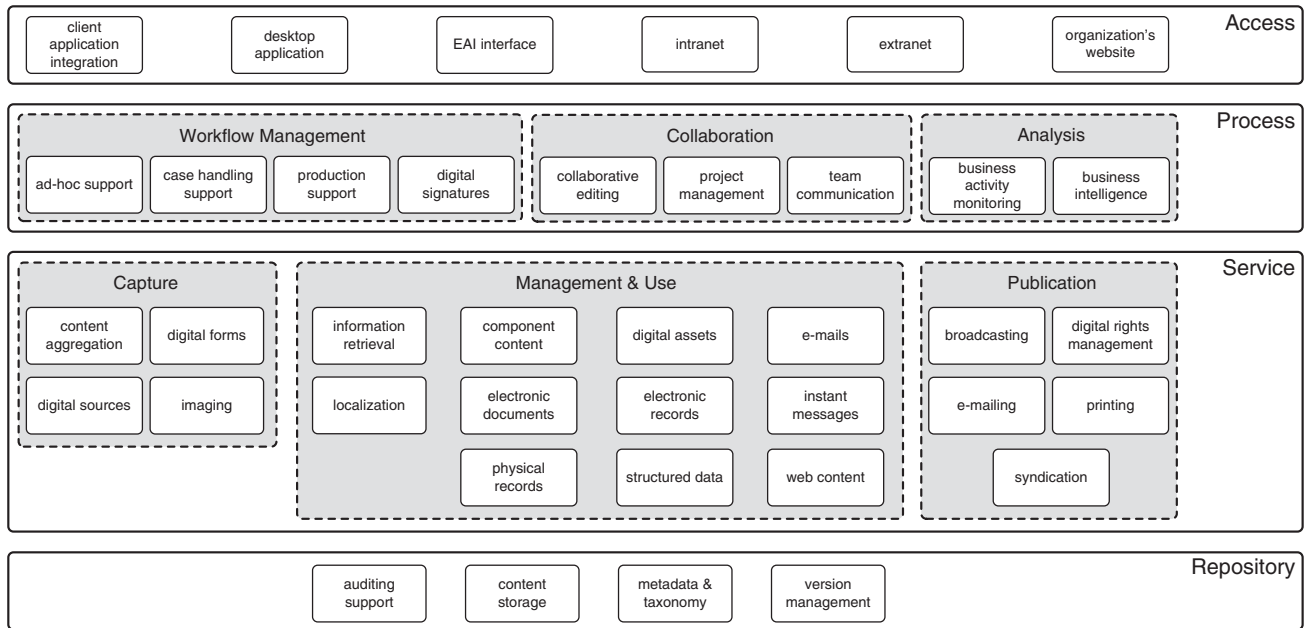 Access
client
application
integration
desktop
application
EAI interface
intranet
extranet
organization's
website
Process
Workflow Management
ad-hoc support
case handling
support
production
support
digital
signatures
Collaboration
collaborative
editing
project
management
team
communication
Analysis
business
activity
monitoring
business
intelligence
Service
Capture
content
aggregation
digital forms
digital sources
imaging
Management & Use
information
retrieval
component
content
digital assets
e-mails
localization
electronic
documents
electronic
records
instant
messages
physical
records
structured data
web content
Publication
broadcasting
digital rights
management
e-mailing
printing
syndication
Repository
auditing
support
content
storage
metadata &
taxonomy
version
management